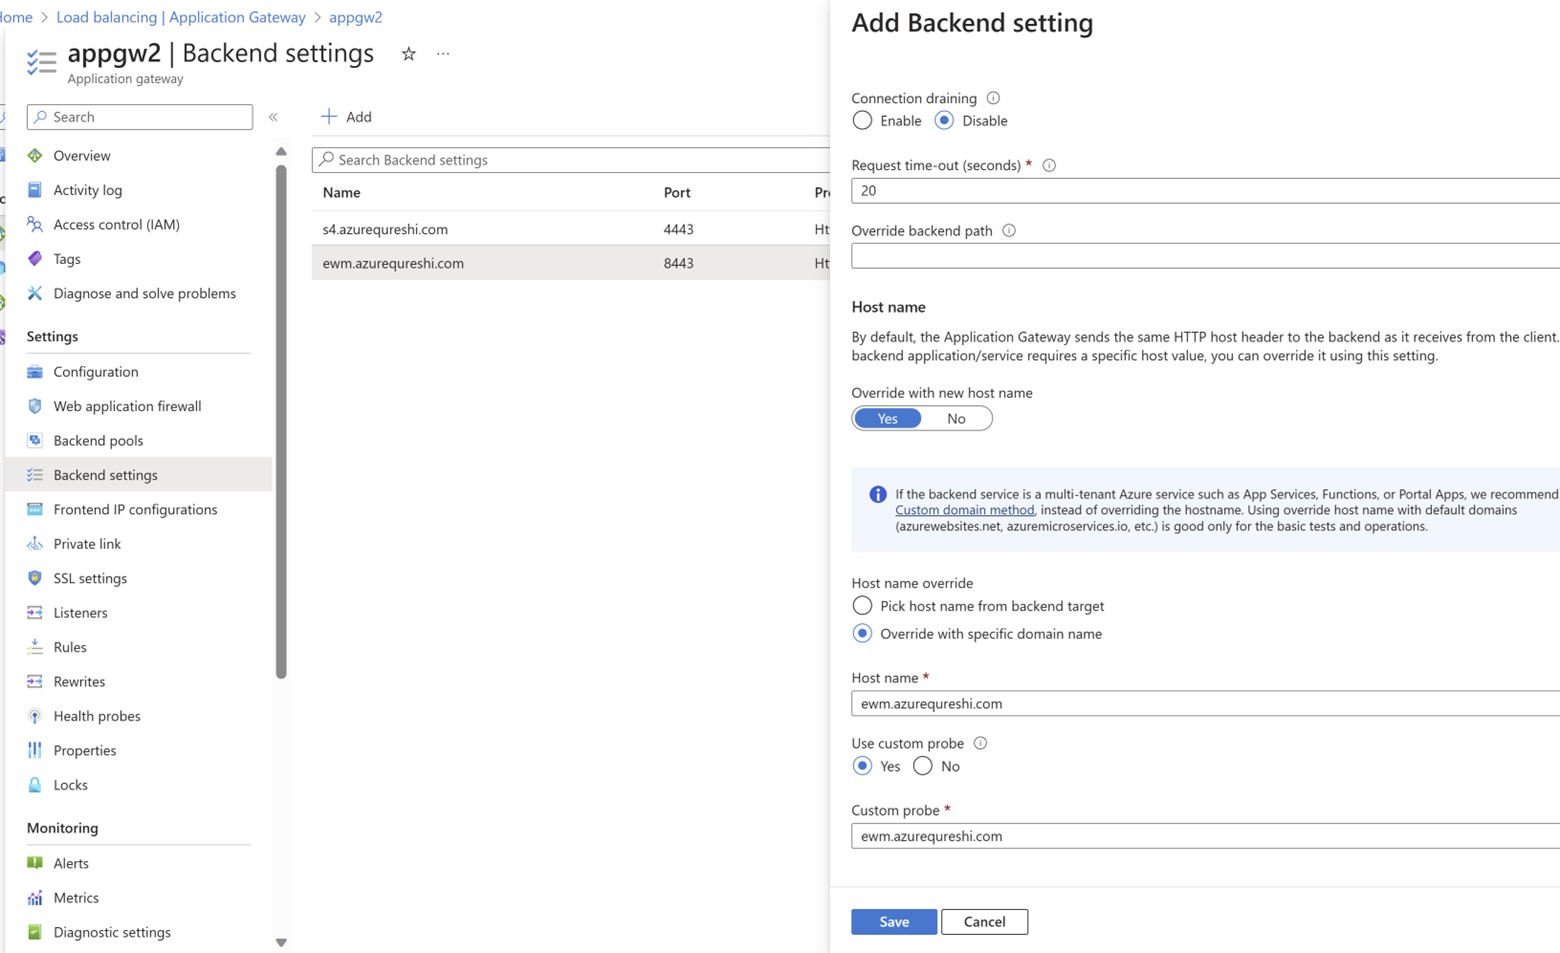 Home > Load balancing | Application Gateway > appgw2
appgw2 | Backend settings
Application gateway
Search
Overview
Activity log
Access control (IAM)
Tags
Diagnose and solve problems
Settings
Configuration
Web application firewall
Backend pools
Backend settings
Frontend IP configurations
Private link
SSL settings
Listeners
Rules
Rewrites
Health probes
Properties
Locks
Monitoring
Alerts
Metrics
Diagnostic settings
Add
Search Backend settings
Name Port Pr
s4.azurequreshi.com 4443 Ht
ewm.azurequreshi.com 8443 Ht
Add Backend setting
Connection draining
Enable Disable
Request time-out (seconds) *
20
Override backend path
Host name
By default, the Application Gateway sends the same HTTP host header to the backend as it receives from the client.
backend application/service requires a specific host value, you can override it using this setting.
Override with new host name
Yes No
If the backend service is a multi-tenant Azure service such as App Services, Functions, or Portal Apps, we recommend
Custom domain method, instead of overriding the hostname. Using override host name with default domains
(azurewebsites.net, azuremicroservices.io, etc.) is good only for the basic tests and operations.
Host name override
Pick host name from backend target
Override with specific domain name
Host name *
ewm.azurequreshi.com
Use custom probe
Yes No
Custom probe *
ewm.azurequreshi.com
Save Cancel